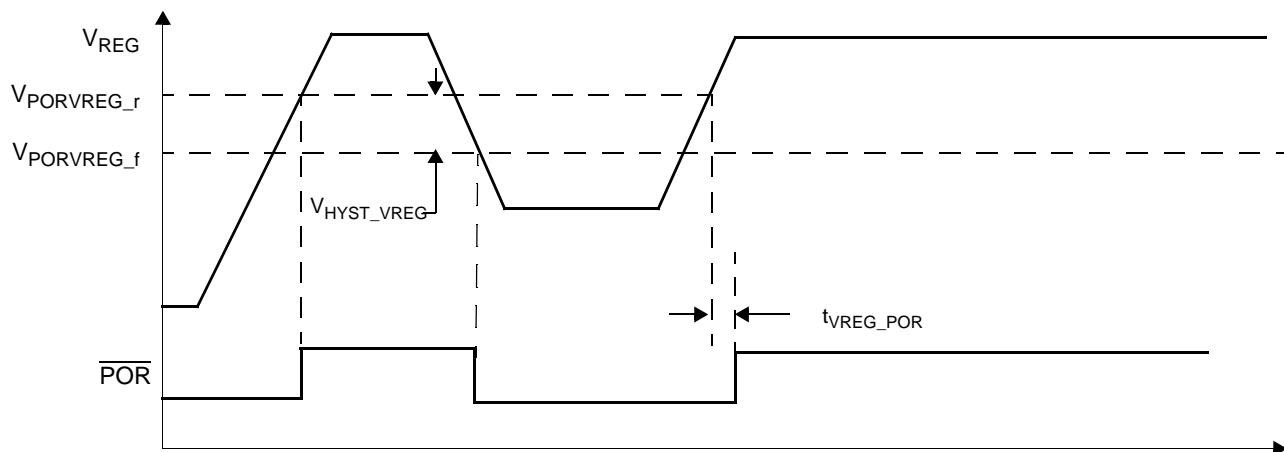 VREG
VPORVREG_r
VPORVREG_f
VHYST_VREG
tVREG_POR
POR